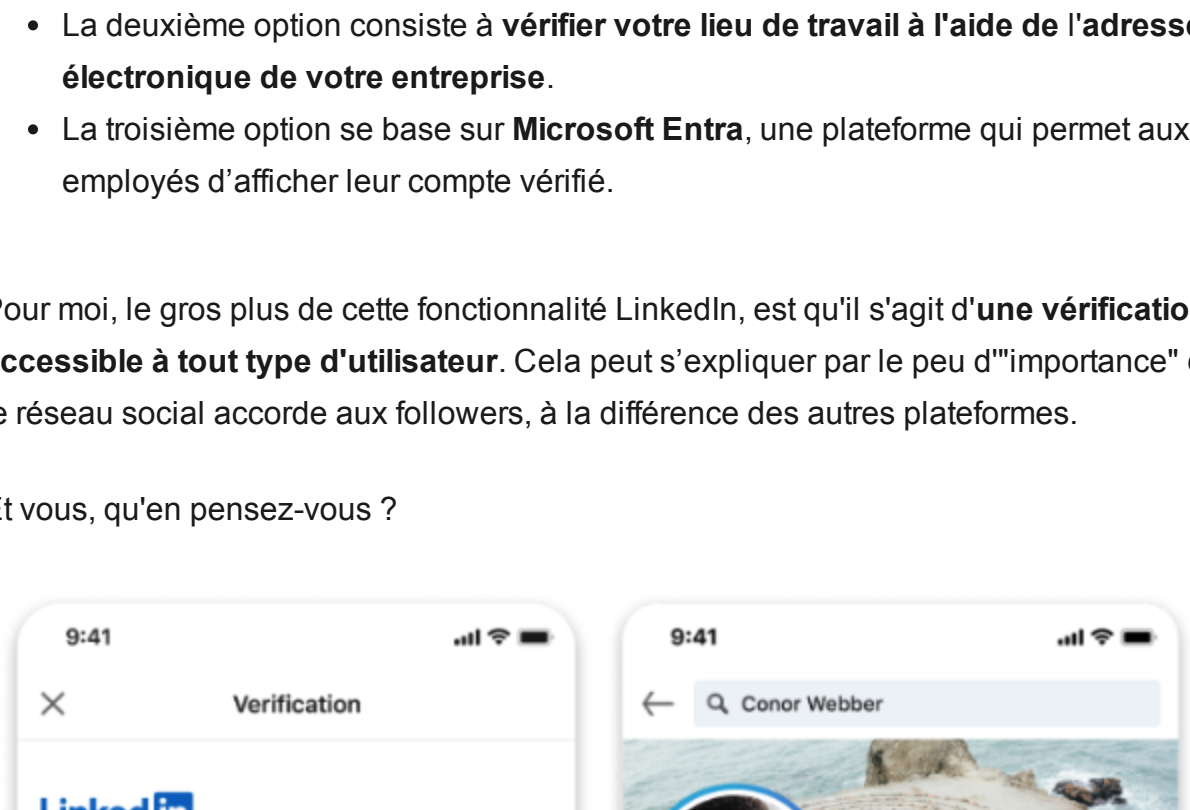 La deuxième option consiste à vérifier votre lieu de travail à l'aide de l'adresse
électronique de votre entreprise.
La troisième option se base sur Microsoft Entra, une plateforme qui permet aux
employés d’afficher leur compte vérifié.
Pour moi, le gros plus de cette fonctionnalité LinkedIn, est qu'il s'agit d'une vérificatio
ccessible à tout type d'utilisateur. Cela peut s’expliquer par le peu d'"importance"
e réseau social accorde aux followers, à la différence des autres plateformes.
Et vous, qu'en pensez-vous ?
9:41
Verification
LinkedIn
9:41
Conor Webber